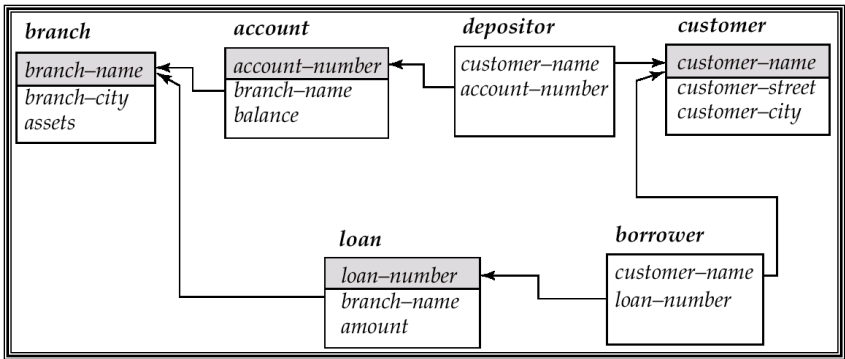 branch
branch–name
branch–city
assets
account
account–number
branch–name
balance
depositor
customer–name
account–number
customer
customer–name
customer–street
customer–city
loan
loan–number
branch–name
amount
borrower
customer–name
loan–number